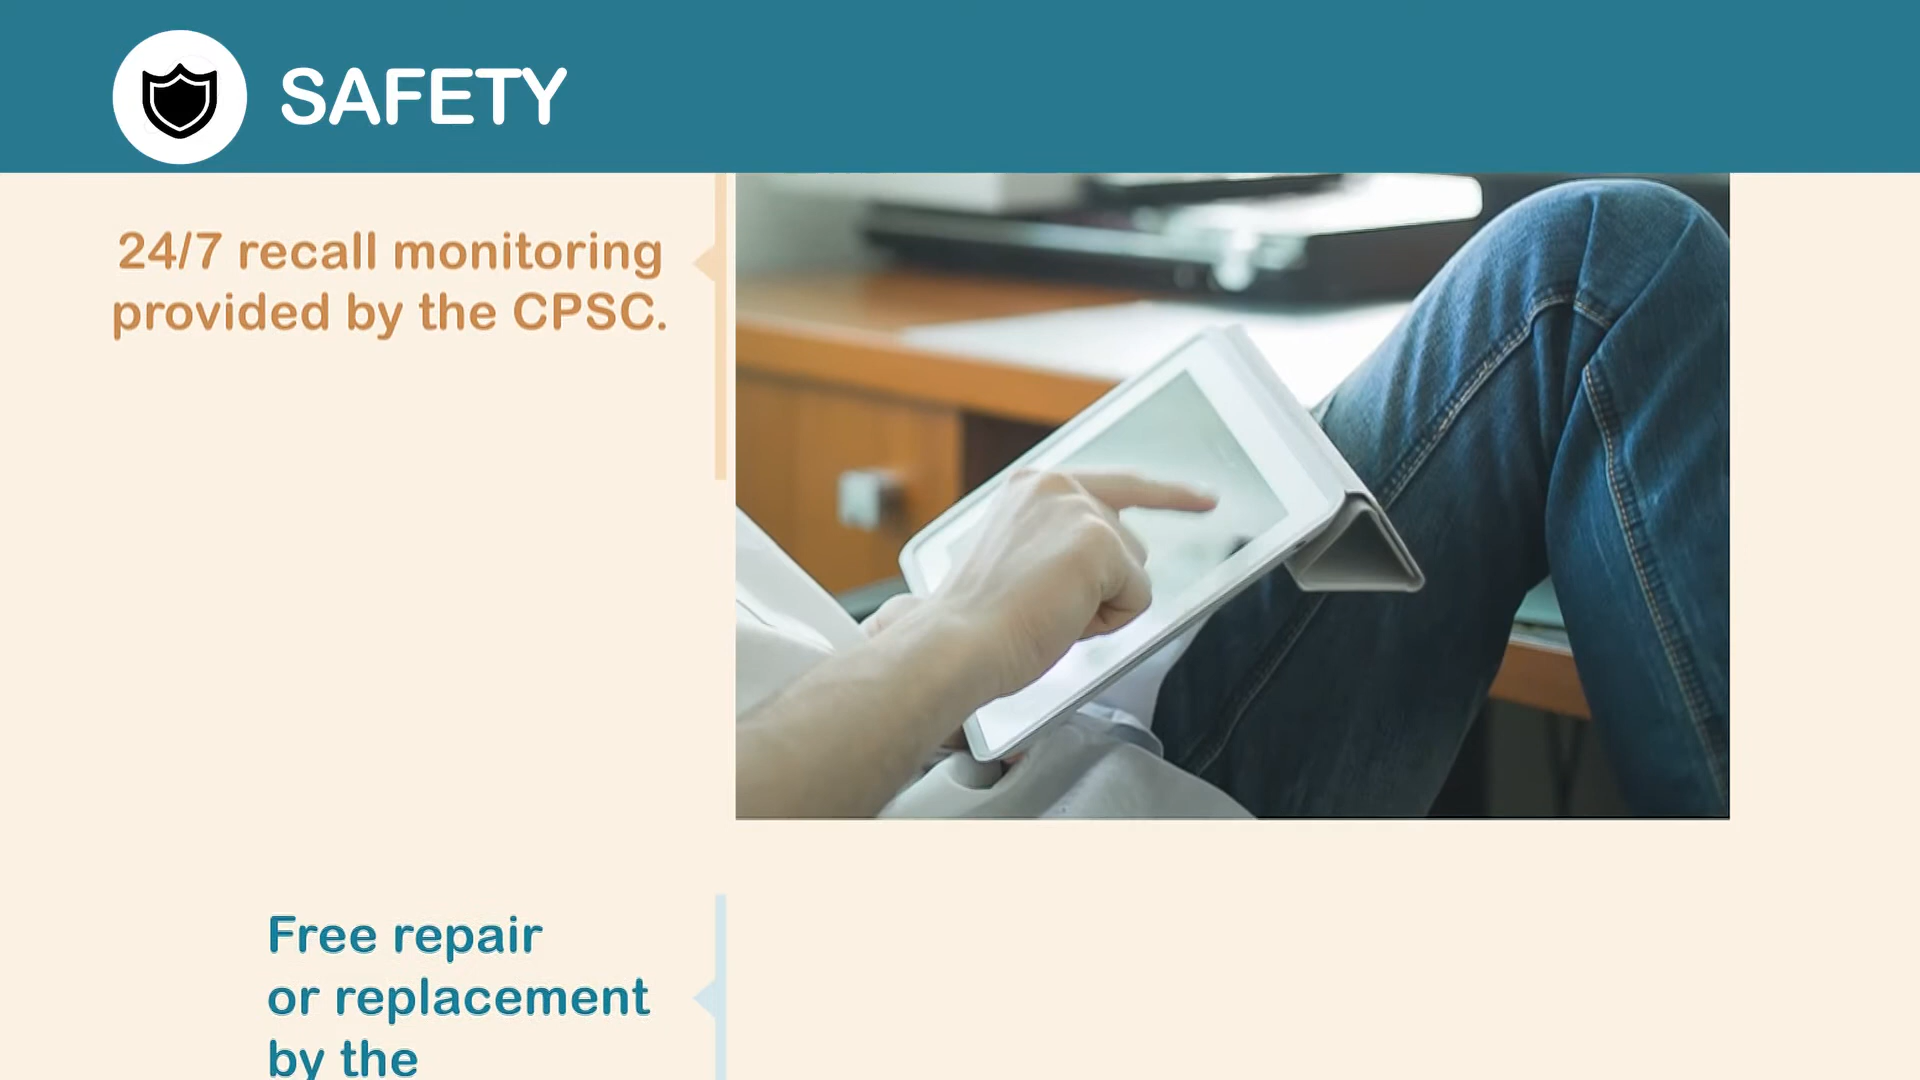 SAFETY
24/7 recall monitoring
provided by the CPSC.
Free repair
or replacement
by the